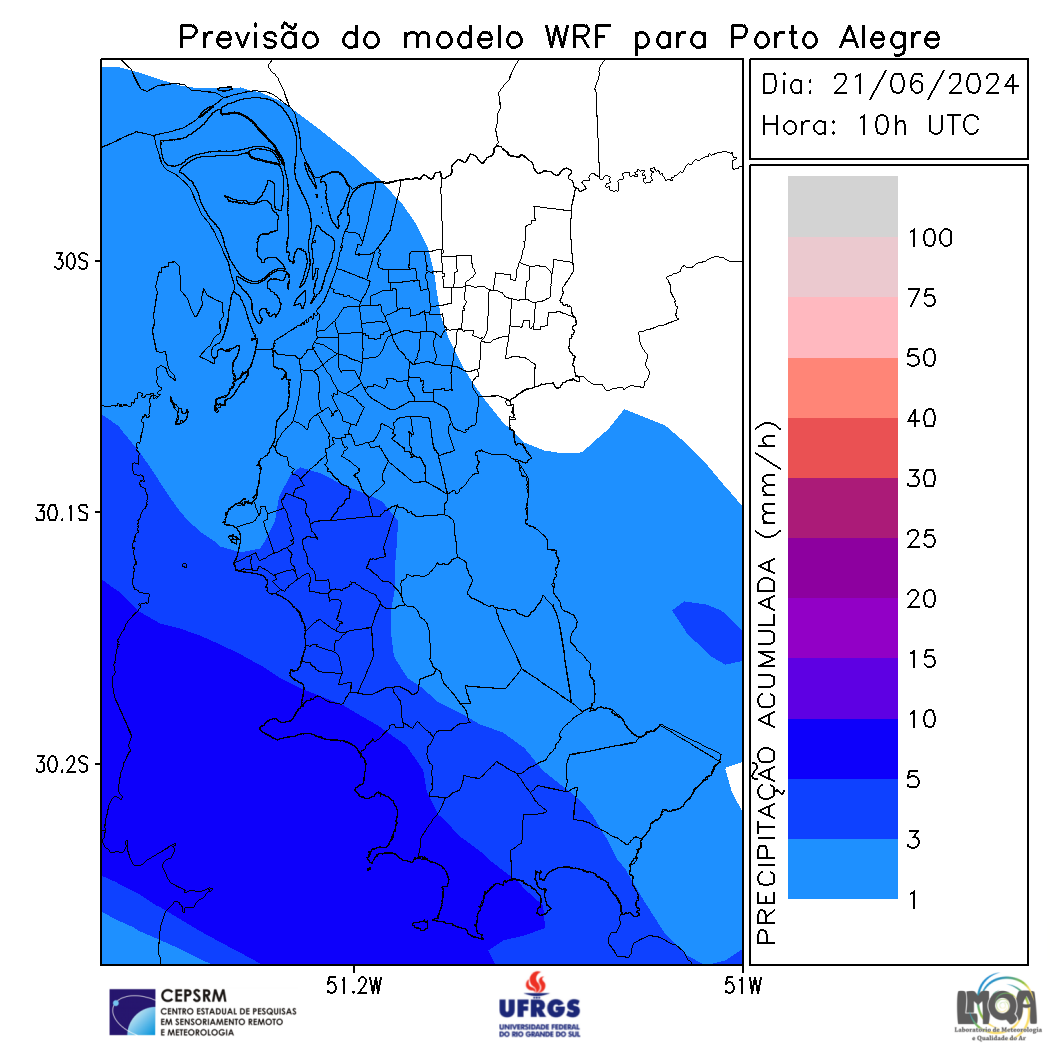 Previsão do modelo WRF para Porto Alegre
Dia: 21/06/2024
Hora: 10h UTC
30S
30.1S
30.2S
51.2W
51W
PRECIPITAÇÃO ACUMULADA (mm/h)
100
75
50
40
30
25
20
15
10
5
3
1
CEPSRM
CENTRO ESTADUAL DE PESQUISAS
EM SENSORIAMENTO REMOTO
E METEOROLOGIA
UFRGS
UNIVERSIDADE FEDERAL
DO RIO GRANDE DO SUL
LMQA
Laboratório de Meteorologia
e Qualidade do Ar